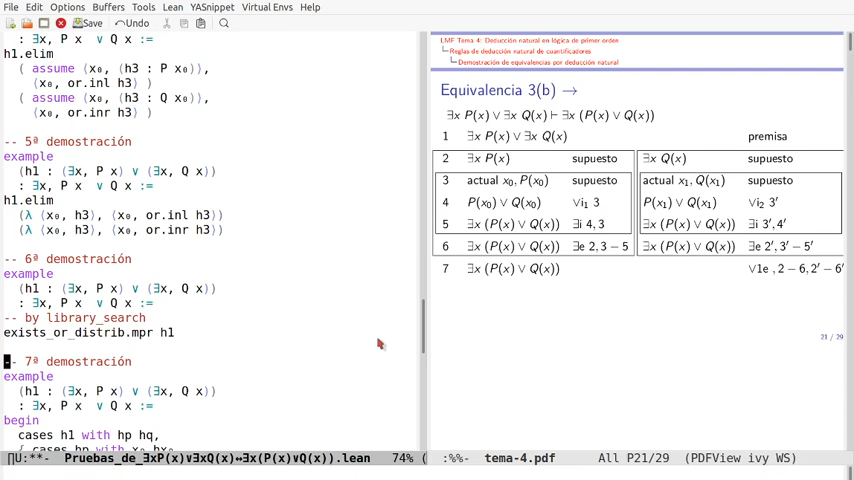 File Edit Options Buffers Tools Lean YASnippet Virtual Envs Help
Save Undo
: ∃x, P x ∨ Q x :=
h1.elim
( assume ⟨x₀, (h3 : P x₀)⟩,
⟨x₀, or.inl h3⟩ )
( assume ⟨x₀, (h3 : Q x₀)⟩,
⟨x₀, or.inr h3⟩ )
-- 5ª demostración
example
(h1 : (∃x, P x) ∨ (∃x, Q x))
: ∃x, P x ∨ Q x :=
h1.elim
(λ ⟨x₀, h3⟩, ⟨x₀, or.inl h3⟩)
(λ ⟨x₀, h3⟩, ⟨x₀, or.inr h3⟩)
-- 6ª demostración
example
(h1 : (∃x, P x) ∨ (∃x, Q x))
: ∃x, P x ∨ Q x :=
-- by library_search
exists_or_distrib.mpr h1
-- 7ª demostración
example
(h1 : (∃x, P x) ∨ (∃x, Q x))
: ∃x, P x ∨ Q x :=
begin
cases h1 with hp hq,
{ cases hp with x₀ hx₀
∏U:**- Pruebas_de_∃xP(x)∨∃xQ(x)↔∃x(P(x)∨Q(x)).lean 74% (
LMF Tema 4: Deducción natural en lógica de primer orden
Reglas de deducción natural de cuantificadores
Demostración de equivalencias por deducción natural
Equivalencia 3(b) →
∃x P(x) ∨ ∃x Q(x) ⊢ ∃x (P(x) ∨ Q(x))
1 ∃x P(x) ∨ ∃x Q(x) premisa
2 ∃x P(x) supuesto ∃x Q(x) supuesto
3 actual x₀, P(x₀) supuesto actual x₁, Q(x₁) supuesto
4 P(x₀) ∨ Q(x₀) ∨i₁ 3 P(x₁) ∨ Q(x₁) ∨i₂ 3′
5 ∃x (P(x) ∨ Q(x)) ∃i 4, 3 ∃x (P(x) ∨ Q(x)) ∃i 3′, 4′
6 ∃x (P(x) ∨ Q(x)) ∃e 2, 3 − 5 ∃x (P(x) ∨ Q(x)) ∃e 2′, 3′ − 5′
7 ∃x (P(x) ∨ Q(x)) ∨1e , 2 − 6, 2′ − 6′
21 / 29
:%%- tema-4.pdf All P21/29 (PDFView ivy WS)